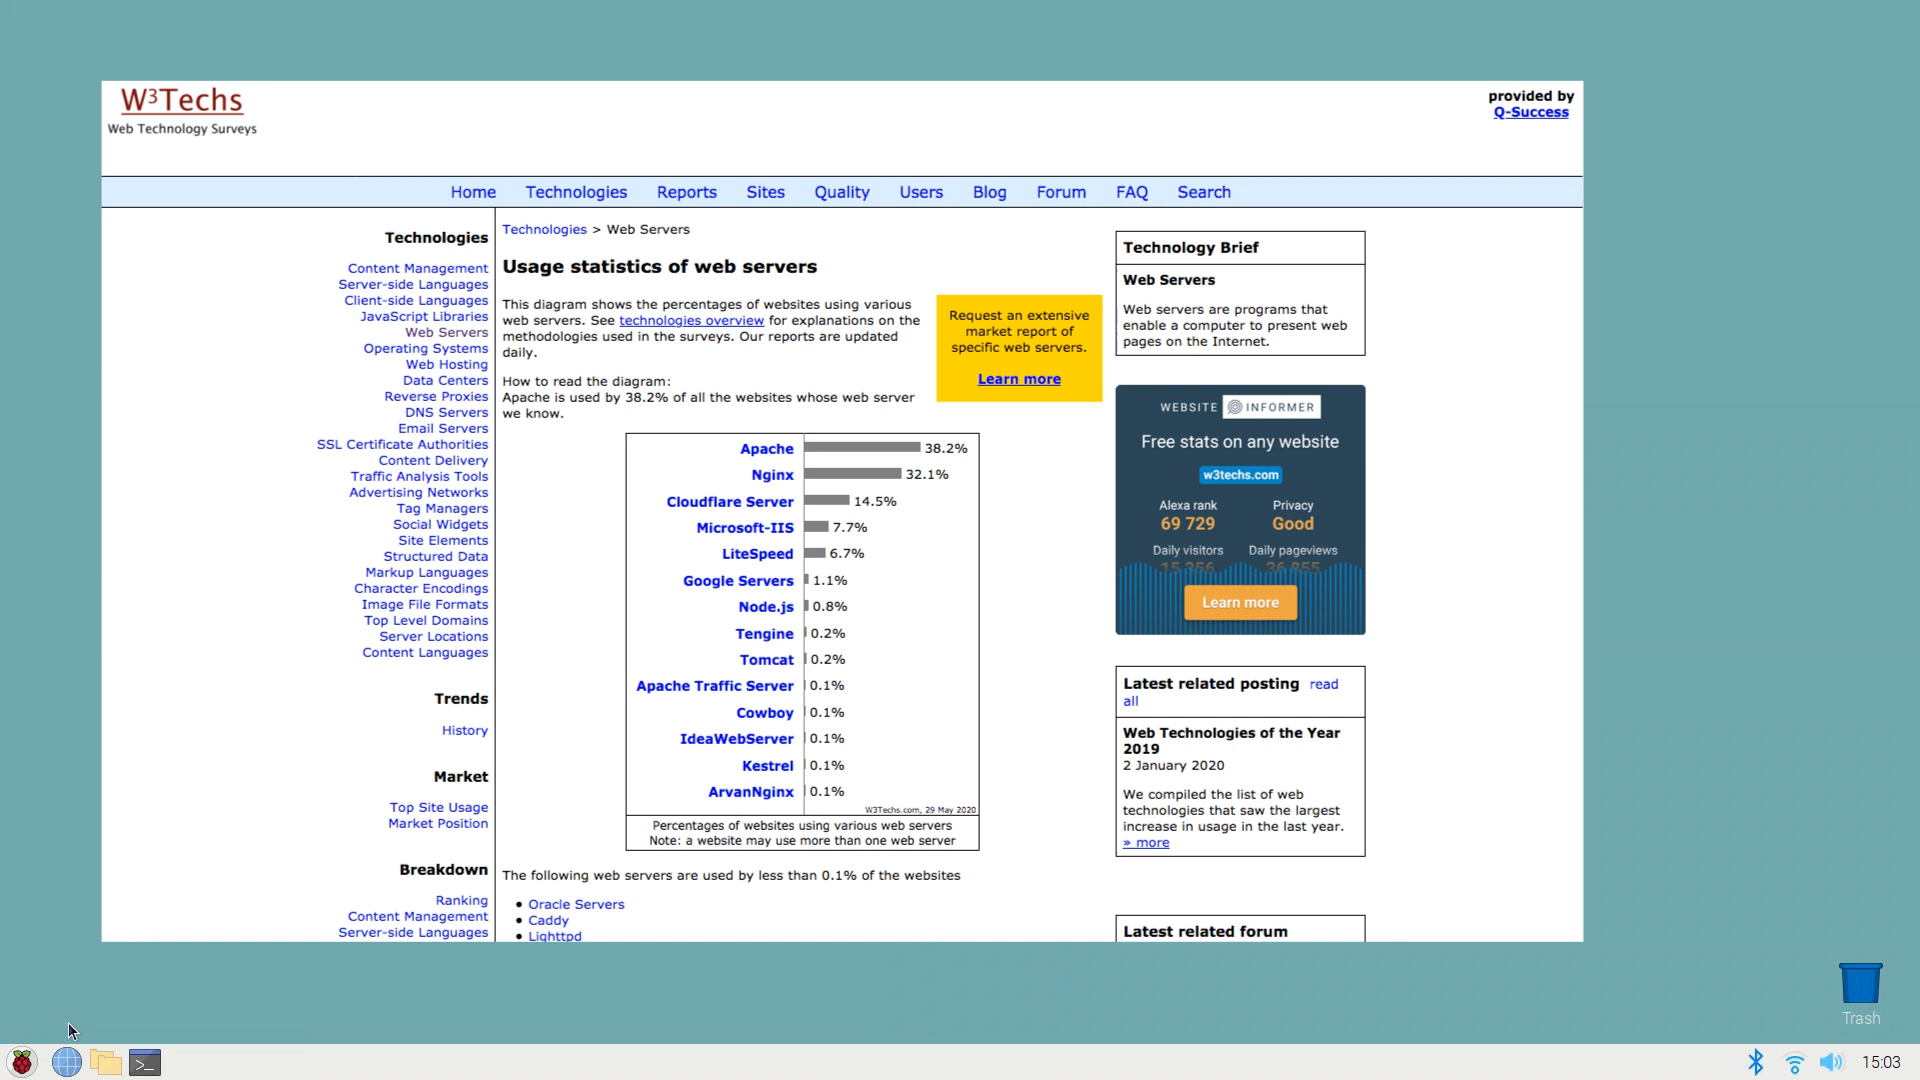 W3Techs
Web Technology Surveys
provided by
Q-Success
Home Technologies Reports Sites Quality Users Blog Forum FAQ Search
Technologies
Content Management
Server-side Languages
Client-side Languages
JavaScript Libraries
Web Servers
Operating Systems
Web Hosting
Data Centers
Reverse Proxies
DNS Servers
Email Servers
SSL Certificate Authorities
Content Delivery
Traffic Analysis Tools
Advertising Networks
Tag Managers
Social Widgets
Site Elements
Structured Data
Markup Languages
Character Encodings
Image File Formats
Top Level Domains
Server Locations
Content Languages
Trends
History
Market
Top Site Usage
Market Position
Breakdown
Ranking
Content Management
Server-side Languages
Technologies > Web Servers
Usage statistics of web servers
This diagram shows the percentages of websites using various
web servers. See technologies overview for explanations on the
methodologies used in the surveys. Our reports are updated
daily.
How to read the diagram:
Apache is used by 38.2% of all the websites whose web server
we know.
Request an extensive
market report of
specific web servers.
Learn more
Apache 38.2%
Nginx 32.1%
Cloudflare Server 14.5%
Microsoft-IIS 7.7%
LiteSpeed 6.7%
Google Servers 1.1%
Node.js 0.8%
Tengine 0.2%
Tomcat 0.2%
Apache Traffic Server 0.1%
Cowboy 0.1%
IdeaWebServer 0.1%
Kestrel 0.1%
ArvanNginx 0.1%
W3Techs.com, 29 May 2020
Percentages of websites using various web servers
Note: a website may use more than one web server
The following web servers are used by less than 0.1% of the websites
• Oracle Servers
• Caddy
• Lighttpd
Technology Brief
Web Servers
Web servers are programs that
enable a computer to present web
pages on the Internet.
WEBSITE INFORMER
Free stats on any website
w3techs.com
Alexa rank Privacy
69 729 Good
Daily visitors Daily pageviews
15 356 36 855
Learn more
Latest related posting read
all
Web Technologies of the Year
2019
2 January 2020
We compiled the list of web
technologies that saw the largest
increase in usage in the last year.
» more
Latest related forum
Trash
>_
15:03